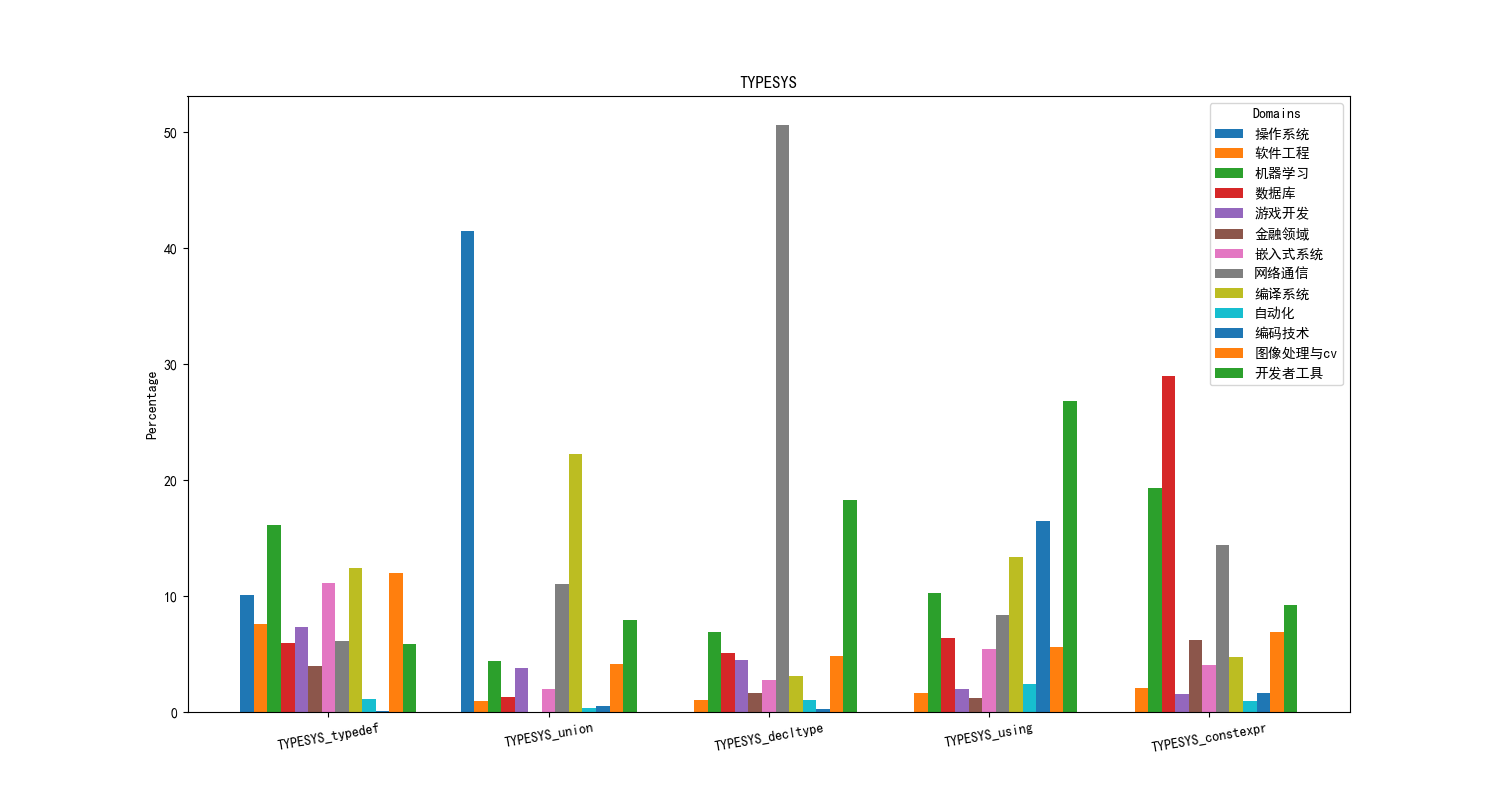 TYPESYS
Domains
操作系统
软件工程
机器学习
数据库
游戏开发
金融领域
嵌入式系统
网络通信
编译系统
自动化
编码技术
图像处理与cv
开发者工具
Percentage
50
40
30
20
10
0
TYPESYS_typedef
TYPESYS_union
TYPESYS_decltype
TYPESYS_using
TYPESYS_constexpr